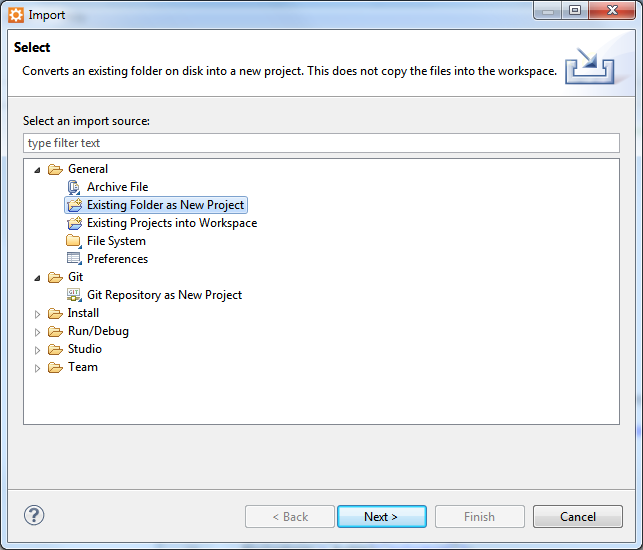 Import
Select
Converts an existing folder on disk into a new project. This does not copy the files into the workspace.
Select an import source:
type filter text
General
Archive File
Existing Folder as New Project
Existing Projects into Workspace
File System
Preferences
Git
GIT Git Repository as New Project
Install
Run/Debug
Studio
Team
? < Back Next > Finish Cancel